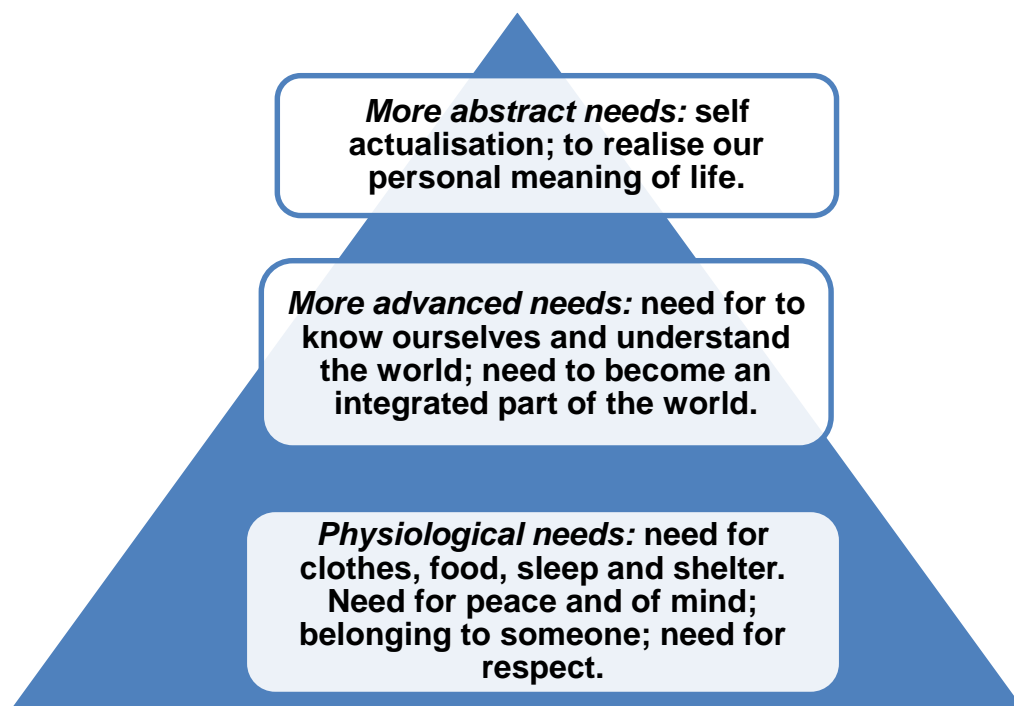 More abstract needs: self
actualisation; to realise our
personal meaning of life.
More advanced needs: need for to
know ourselves and understand
the world; need to become an
integrated part of the world.
Physiological needs: need for
clothes, food, sleep and shelter.
Need for peace and of mind;
belonging to someone; need for
respect.